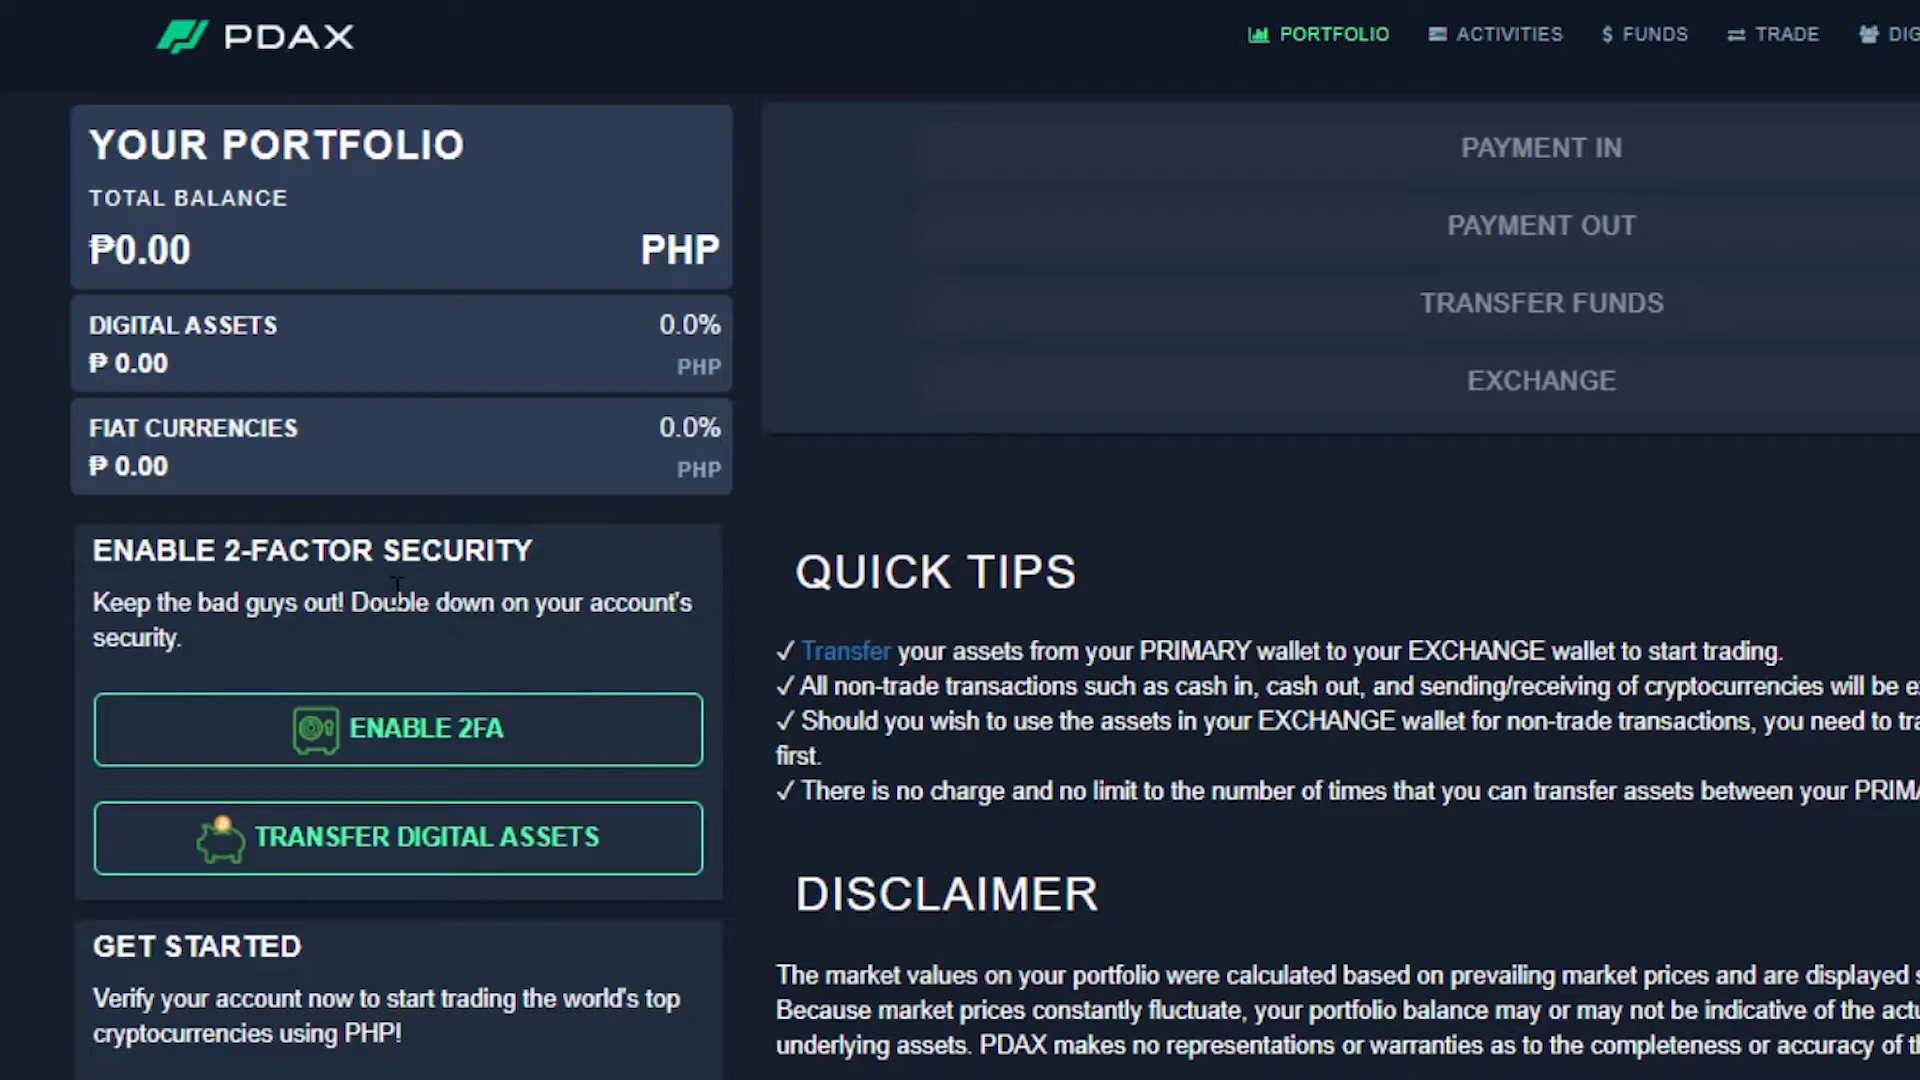 PDAX
PORTFOLIO
ACTIVITIES
$ FUNDS
TRADE
YOUR PORTFOLIO
TOTAL BALANCE
₱0.00 PHP
DIGITAL ASSETS 0.0%
₱ 0.00 PHP
FIAT CURRENCIES 0.0%
₱ 0.00 PHP
ENABLE 2-FACTOR SECURITY
Keep the bad guys out! Double down on your account's
security.
ENABLE 2FA
TRANSFER DIGITAL ASSETS
GET STARTED
Verify your account now to start trading the world's top
cryptocurrencies using PHP!
PAYMENT IN
PAYMENT OUT
TRANSFER FUNDS
EXCHANGE
QUICK TIPS
✓ Transfer your assets from your PRIMARY wallet to your EXCHANGE wallet to start trading.
✓ All non-trade transactions such as cash in, cash out, and sending/receiving of cryptocurrencies will be
✓ Should you wish to use the assets in your EXCHANGE wallet for non-trade transactions, you need to
first.
✓ There is no charge and no limit to the number of times that you can transfer assets between your
DISCLAIMER
The market values on your portfolio were calculated based on prevailing market prices and are displayed
Because market prices constantly fluctuate, your portfolio balance may or may not be indicative of the
underlying assets. PDAX makes no representations or warranties as to the completeness or accuracy of